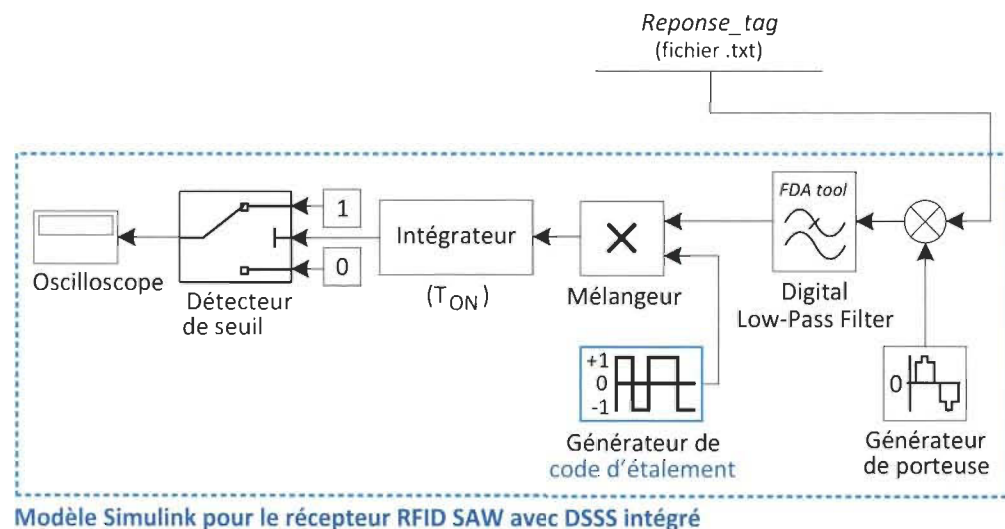 Reponse_tag
(fichier .txt)
FDA tool
1
Intégrateur
0
Oscilloscope
Détecteur
de seuil
(TON)
Mélangeur
Digital
Low-Pass Filter
+1
0
-1
0
Générateur de
code d'étalement
Générateur
de porteuse
Modèle Simulink pour le récepteur RFID SAW avec DSSS intégré